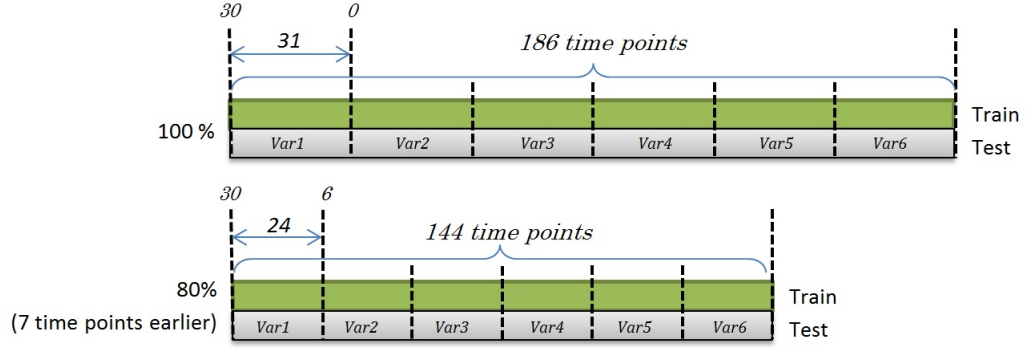 30 0
31
186 time points
100 %
Train
Var1 Var2 Var3 Var4 Var5 Var6
Test
30 6
24
144 time points
80%
Train
(7 time points earlier)
Var1 Var2 Var3 Var4 Var5 Var6
Test